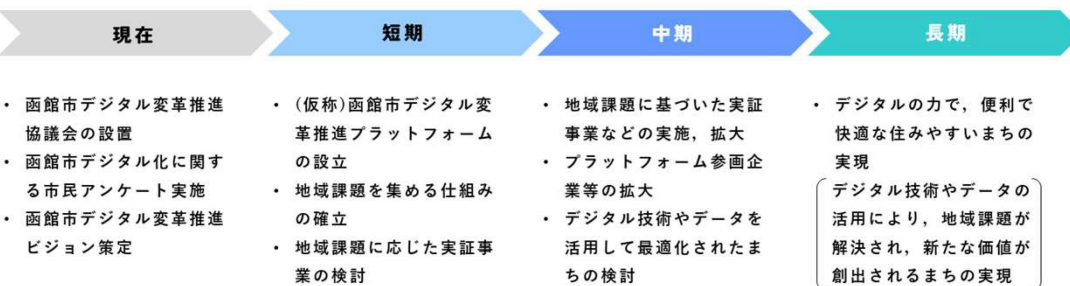 現在
短期
中期
長期
・ 函館市デジタル変革推進
協議会の設置
・ 函館市デジタル化に関す
る市民アンケート実施
・ 函館市デジタル変革推進
ビジョン策定
・ (仮称)函館市デジタル変
革推進プラットフォーム
の設立
・ 地域課題を集める仕組み
の確立
・ 地域課題に応じた実証事
業の検討
・ 地域課題に基づいた実証
事業などの実施，拡大
・ プラットフォーム参画企
業等の拡大
・ デジタル技術やデータを
活用して最適化されたま
ちの検討
・ デジタルの力で，便利で
快適な住みやすいまちの
実現
デジタル技術やデータの
活用により，地域課題が
解決され，新たな価値が
創出されるまちの実現